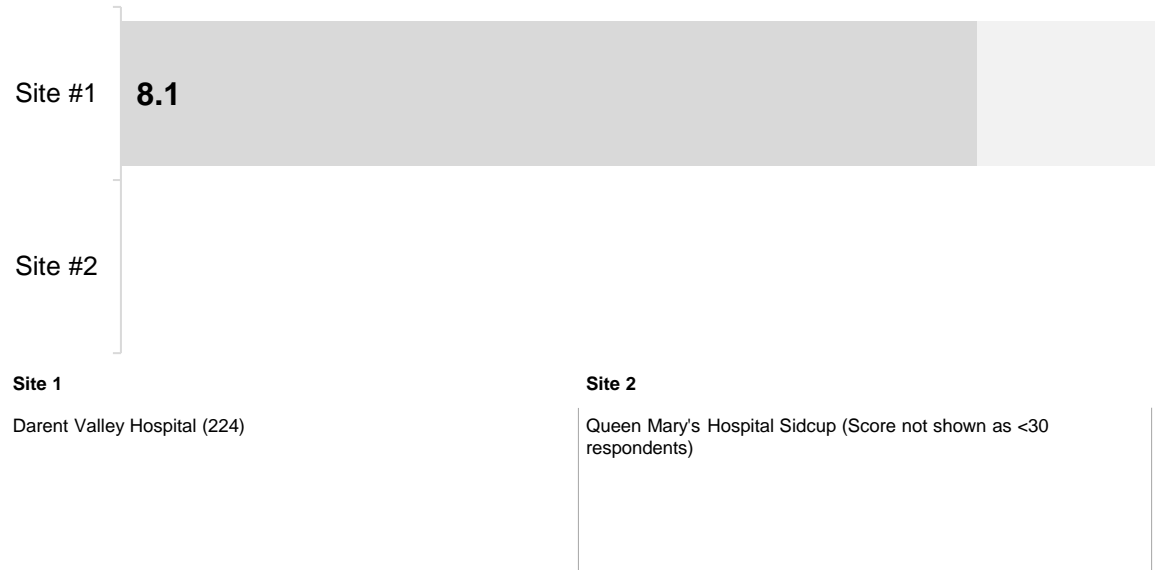 Site #1
8.1
Site #2
Site 1
Site 2
Darent Valley Hospital (224)
Queen Mary's Hospital Sidcup (Score not shown as <30
respondents)